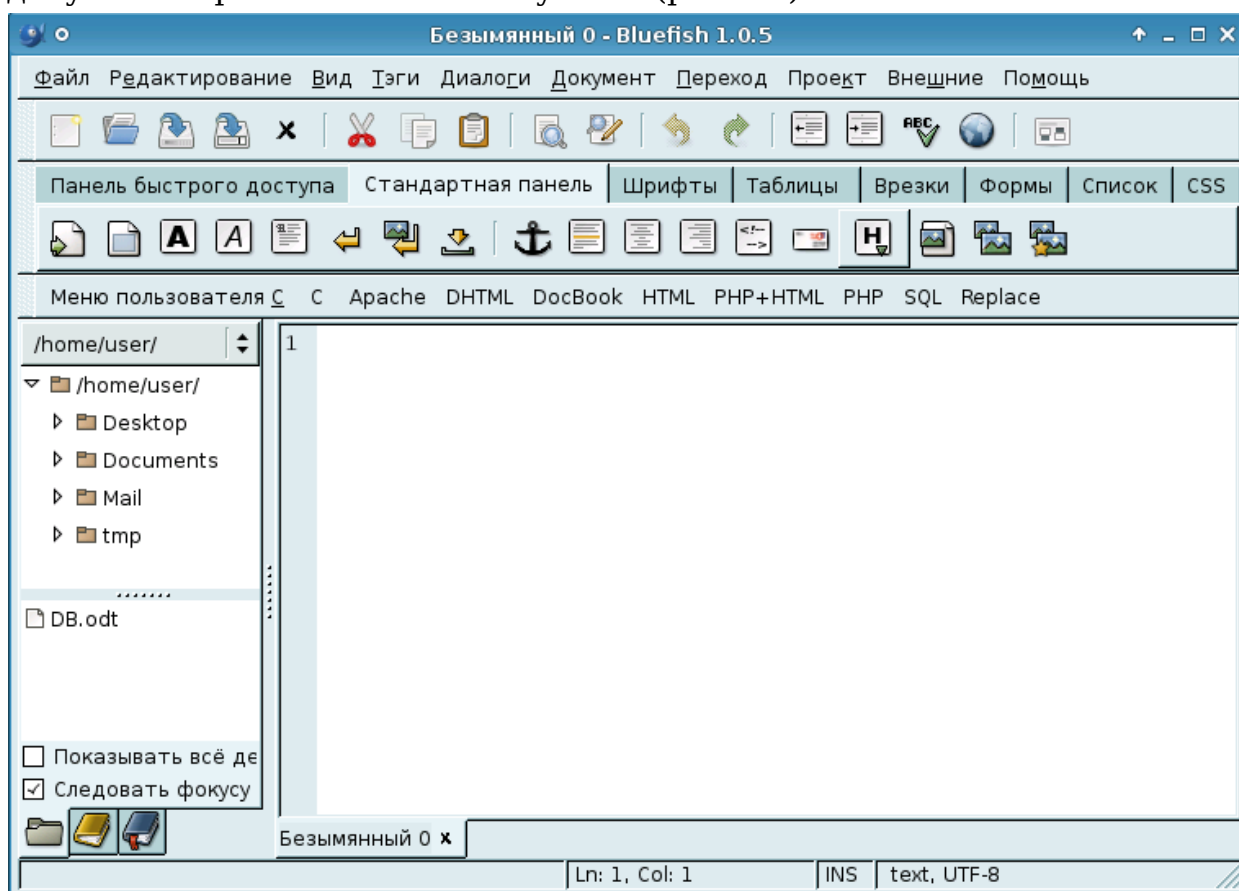 Безымянный 0 - Bluefish 1.0.5
Файл Редактирование Вид Тэги Диалоги Документ Переход Проект Внешние Помощь
ABC
Панель быстрого доступа Стандартная панель Шрифты Таблицы Врезки Формы Список CSS
A A H
Меню пользователя C C Apache DHTML DocBook HTML PHP+HTML PHP SQL Replace
/home/user/ 1
/home/user/
Desktop
Documents
Mail
tmp
DB.odt
Показывать всё де
Следовать фокусу
Безымянный 0 x
Ln: 1, Col: 1 INS text, UTF-8